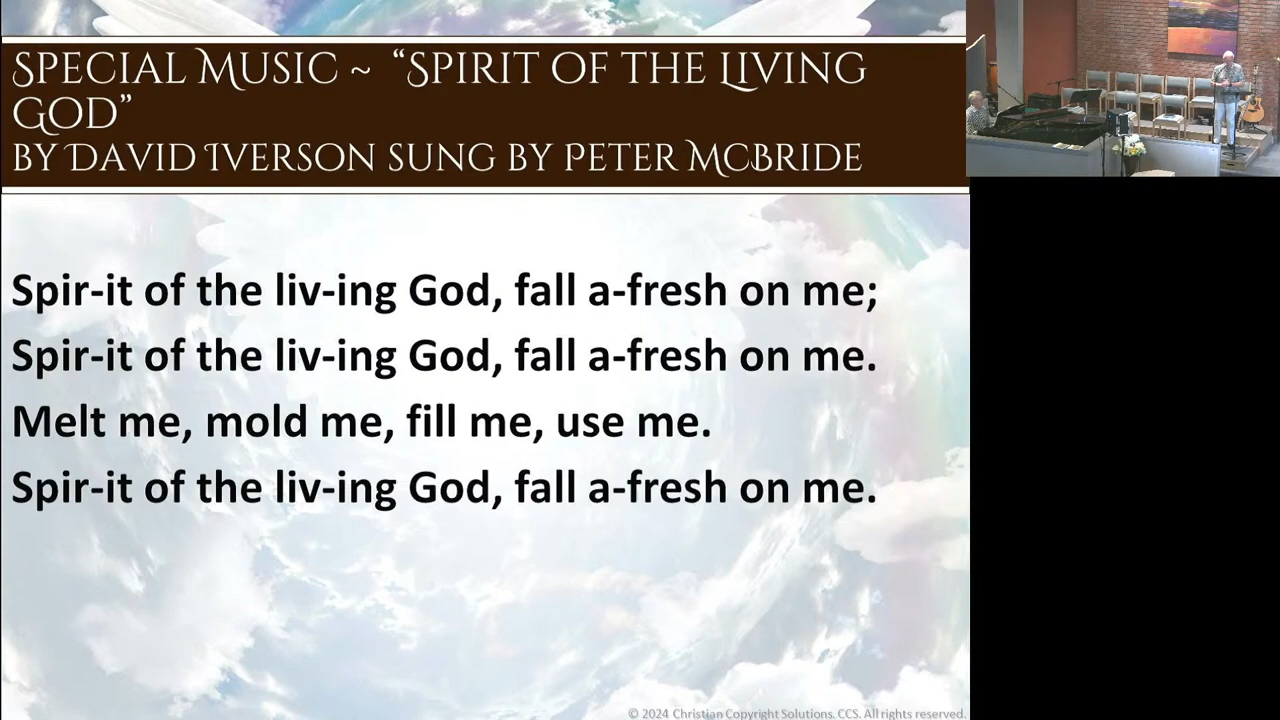 Special Music ~ “Spirit of the Living
God”
by David Iverson sung by Peter McBride
Spir-it of the liv-ing God, fall a-fresh on me;
Spir-it of the liv-ing God, fall a-fresh on me.
Melt me, mold me, fill me, use me.
Spir-it of the liv-ing God, fall a-fresh on me.
© 2024 Christian Copyright Solutions. CCS. All rights reserved.